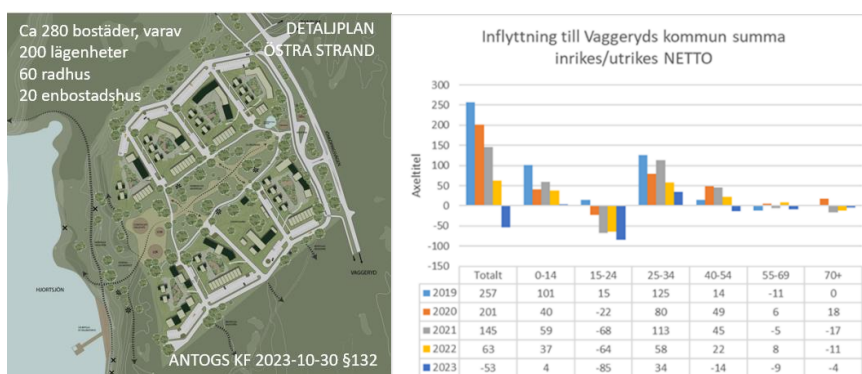 Ca 280 bostäder, varav
200 lägenheter
60 radhus
20 enbostadshus
DETALJPLAN
ÖSTRA STRAND
HJORTSJÖN
VAGGERYD
ANTOGS KF 2023-10-30 §132
Inflyttning till Vaggeryds kommun summa
inrikes/utrikes NETTO
Axeltitel
300
250
200
150
100
50
0
-50
-100
-150
Totalt 0-14 15-24 25-34 40-54 55-69 70+
2019 257 101 15 125 14 -11 0
2020 201 40 -22 80 49 6 18
2021 145 59 -68 113 45 -5 -17
2022 63 37 -64 58 22 8 -11
2023 -53 4 -85 34 -14 -9 -4